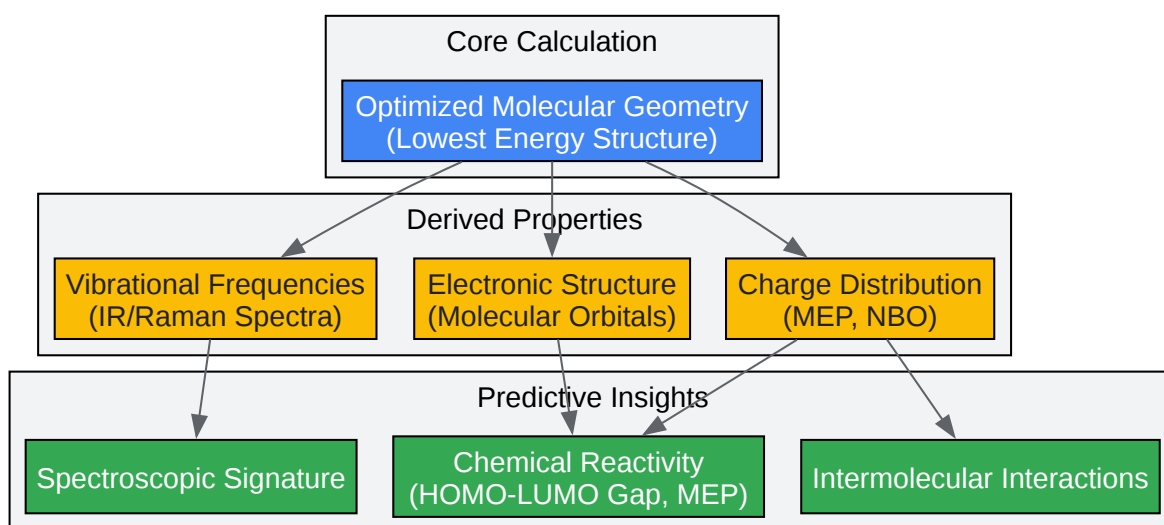 Core Calculation
Optimized Molecular Geometry
(Lowest Energy Structure)
Derived Properties
Vibrational Frequencies
(IR/Raman Spectra)
Electronic Structure
(Molecular Orbitals)
Charge Distribution
(MEP, NBO)
Predictive Insights
Spectroscopic Signature
Chemical Reactivity
(HOMO-LUMO Gap, MEP)
Intermolecular Interactions